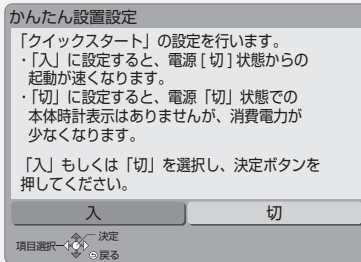 かんたん設置設定
「クイックスタート」の設定を行います。
・「入」に設定すると、電源 [ 切 ] 状態からの
起動が速くなります。
・「切」に設定すると、電源「切」状態での
本体時計表示はありませんが、消費電力が
少なくなります。
「入」もしくは「切」を選択し、決定ボタンを
押してください。
入 切
項目選択 決定
戻る